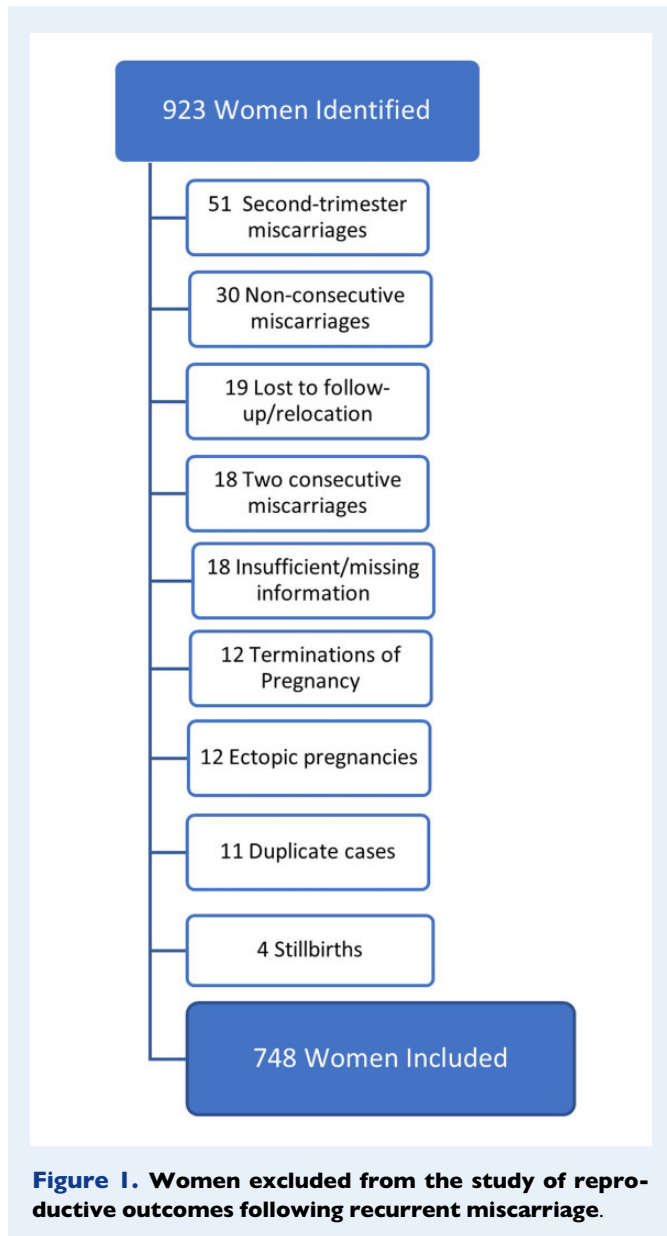 923 Women Identified
51 Second-trimester
miscarriages
30 Non-consecutive
miscarriages
19 Lost to follow-
up/relocation
18 Two consecutive
miscarriages
18 Insufficient/missing
information
12 Terminations of
Pregnancy
12 Ectopic pregnancies
11 Duplicate cases
4 Stillbirths
748 Women Included
Figure 1. Women excluded from the study of repro-
ductive outcomes following recurrent miscarriage.